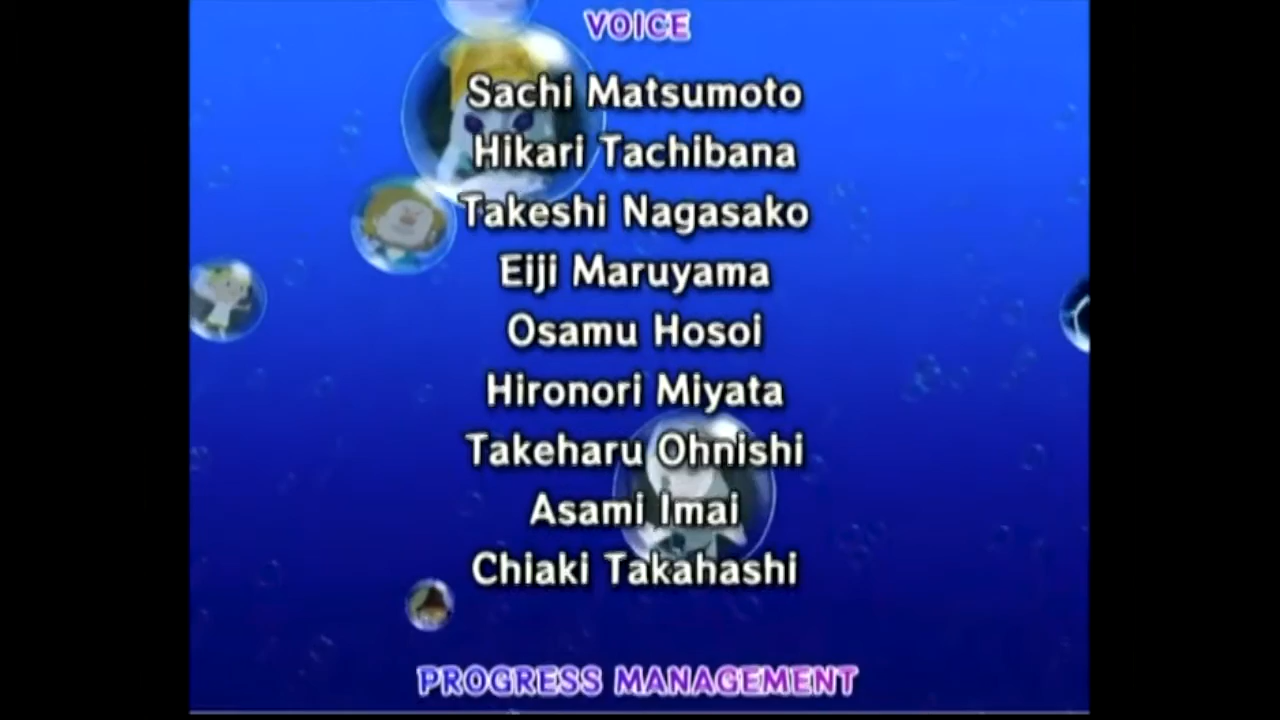 VOICE
Sachi Matsumoto
Hikari Tachibana
Takeshi Nagasako
Eiji Maruyama
Osamu Hosoi
Hironori Miyata
Takeharu Ohnishi
Asami Imai
Chiaki Takahashi
PROGRESS MANAGEMENT